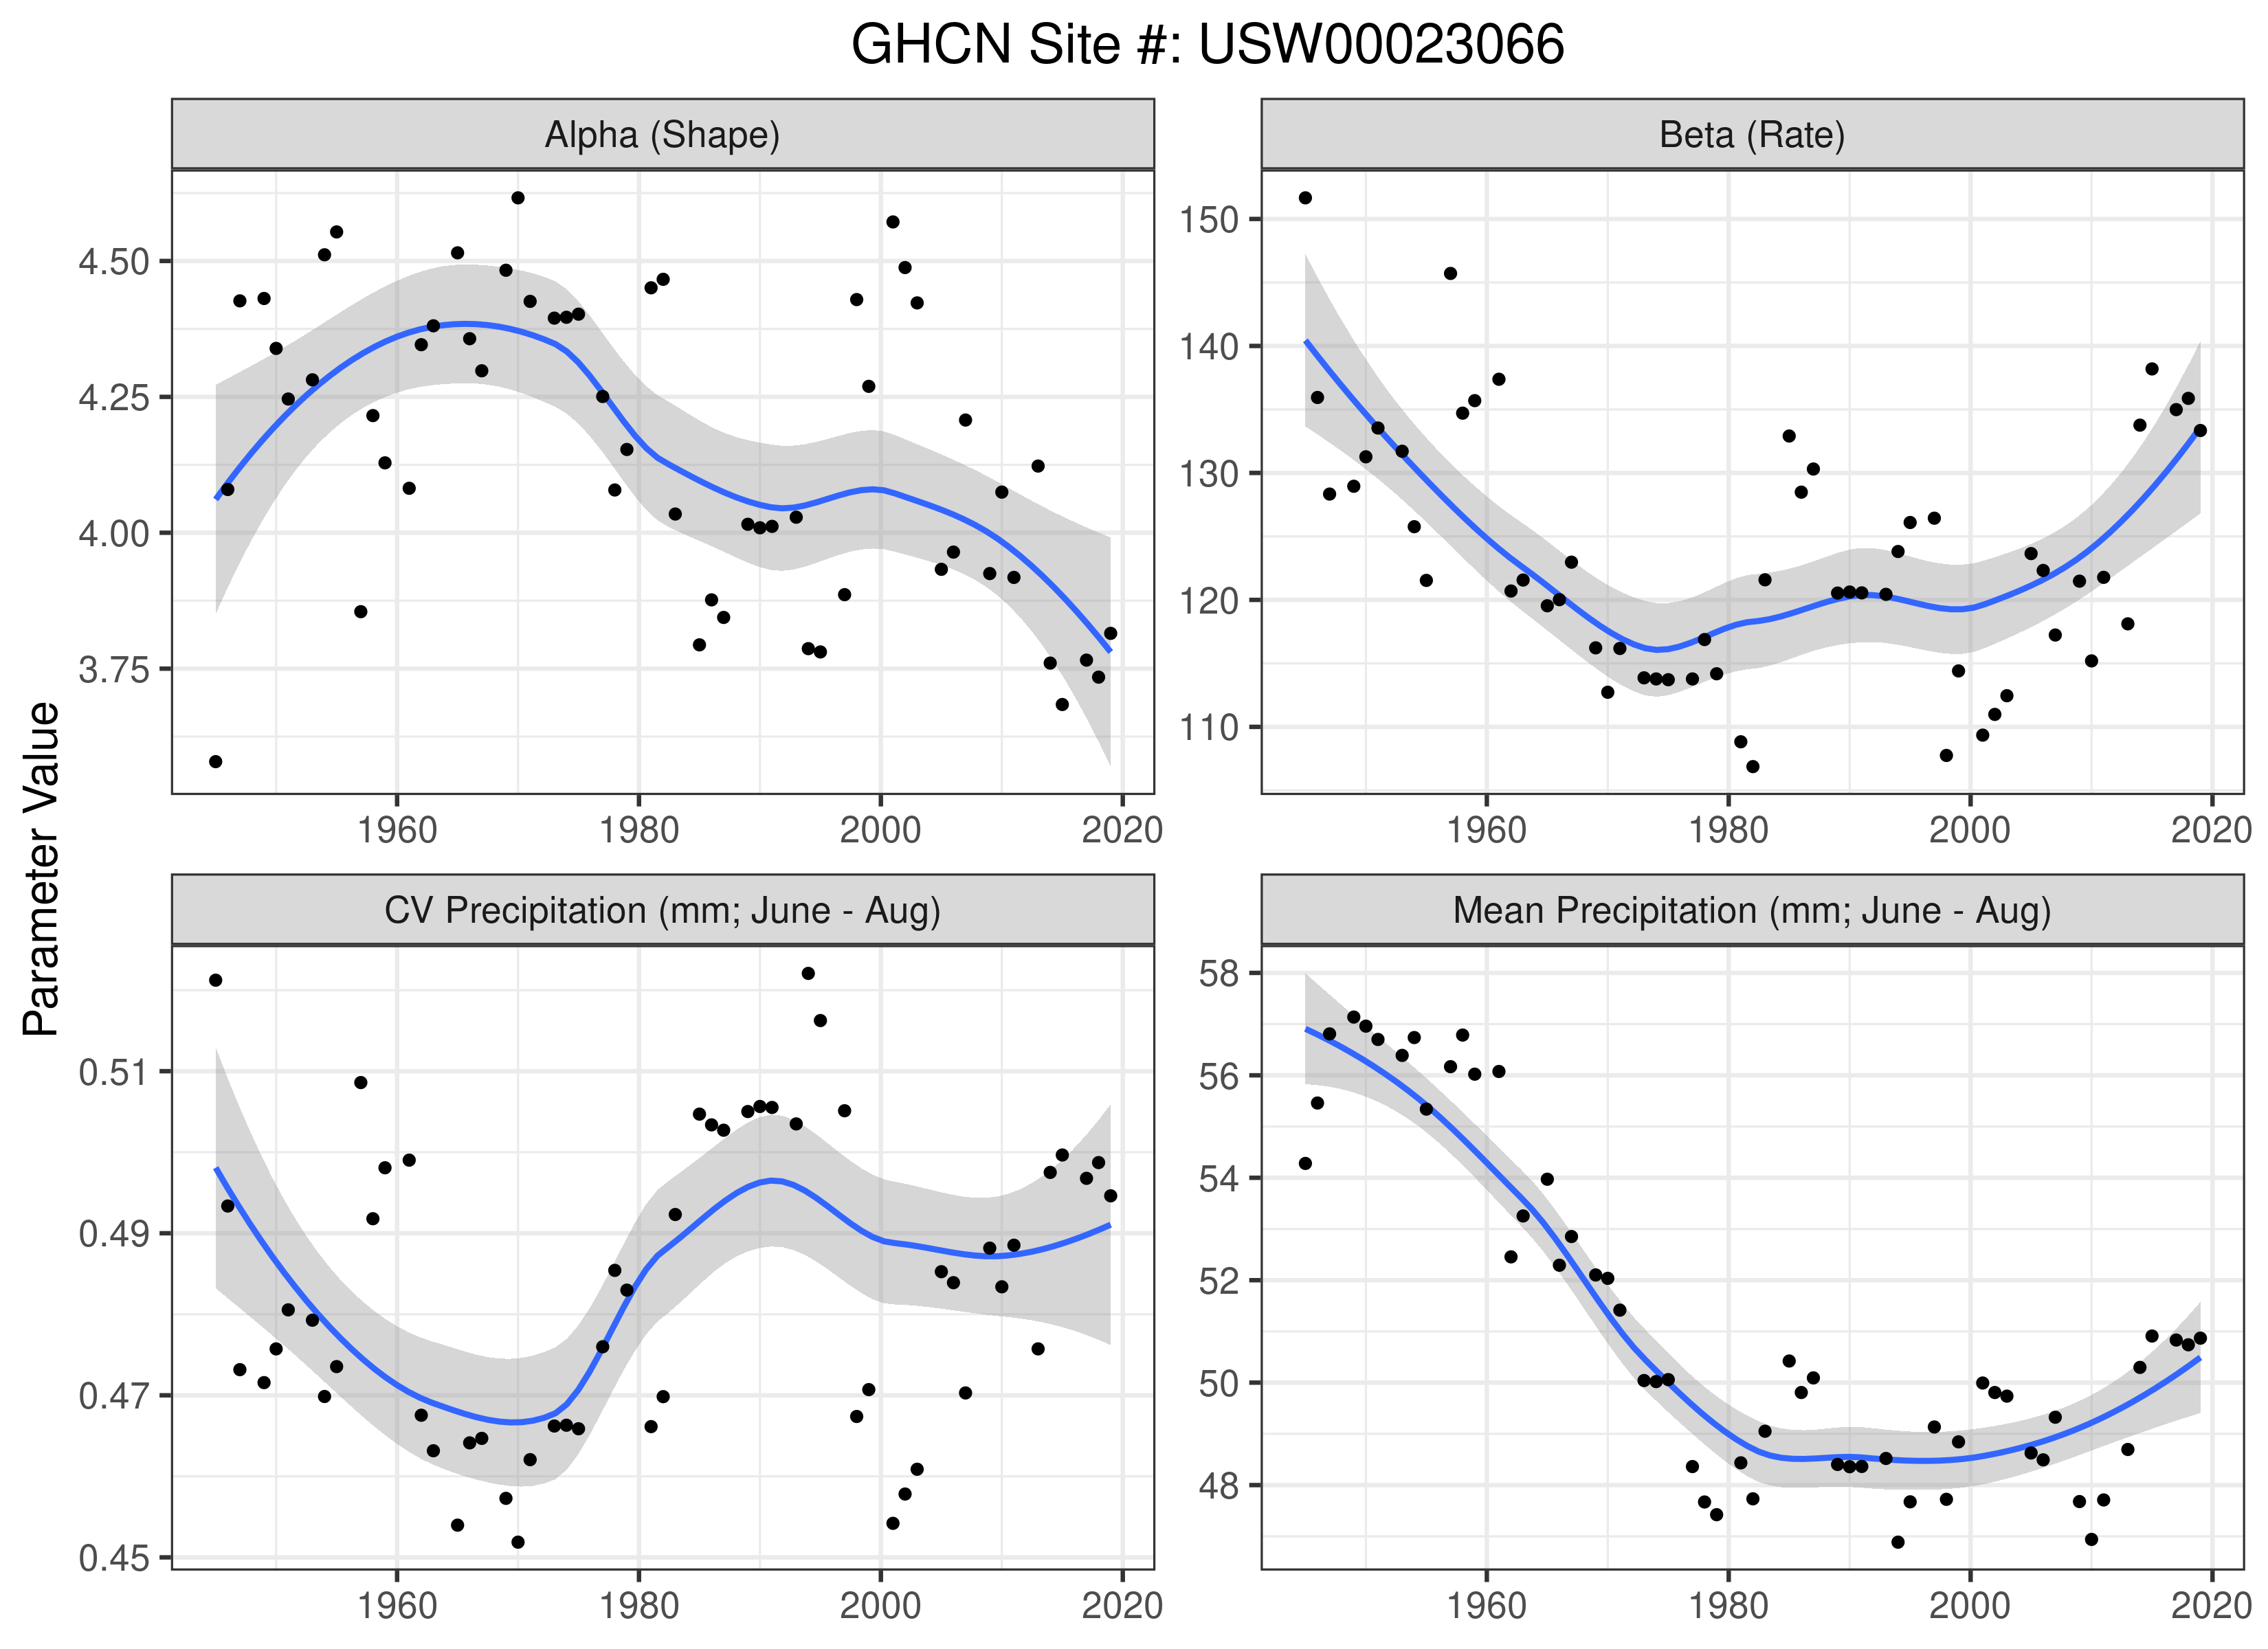 GHCN Site #: USW00023066
Parameter Value
Alpha (Shape)
4.50
4.25
4.00
3.75
1960 1980 2000 2020
Beta (Rate)
150
140
130
120
110
1960 1980 2000 2020
CV Precipitation (mm; June - Aug)
0.51
0.49
0.47
0.45
1960 1980 2000 2020
Mean Precipitation (mm; June - Aug)
58
56
54
52
50
48
1960 1980 2000 2020